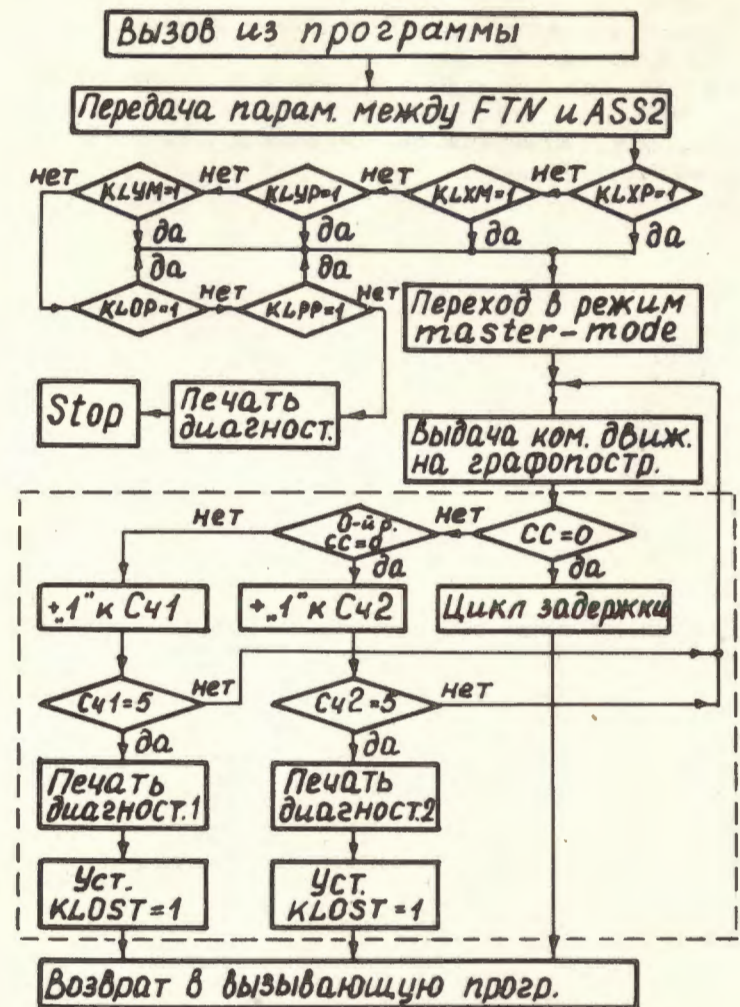 Вызов из программы
Передача парам. между FTN и ASS2
нет
KLYM=1
нет
KLYP=1
нет
KLXM=1
нет
KLXP=1
да
да
да
да
да
да
KLOP=1
нет
KLPP=1
нет
Переход в режим
master-mode
Stop
Печать
диагност.
Выдача ком. движ.
на графопостр.
нет
0-й р.
CC=0
нет
CC=0
да
да
+„1" к Сч1
+„1" к Сч2
Цикл задержки
Сч1=5
нет
Сч2=5
нет
да
да
Печать
диагност.1
Печать
диагност.2
Уст.
KLOST=1
Уст.
KLOST=1
Возврат в вызывающую прогр.